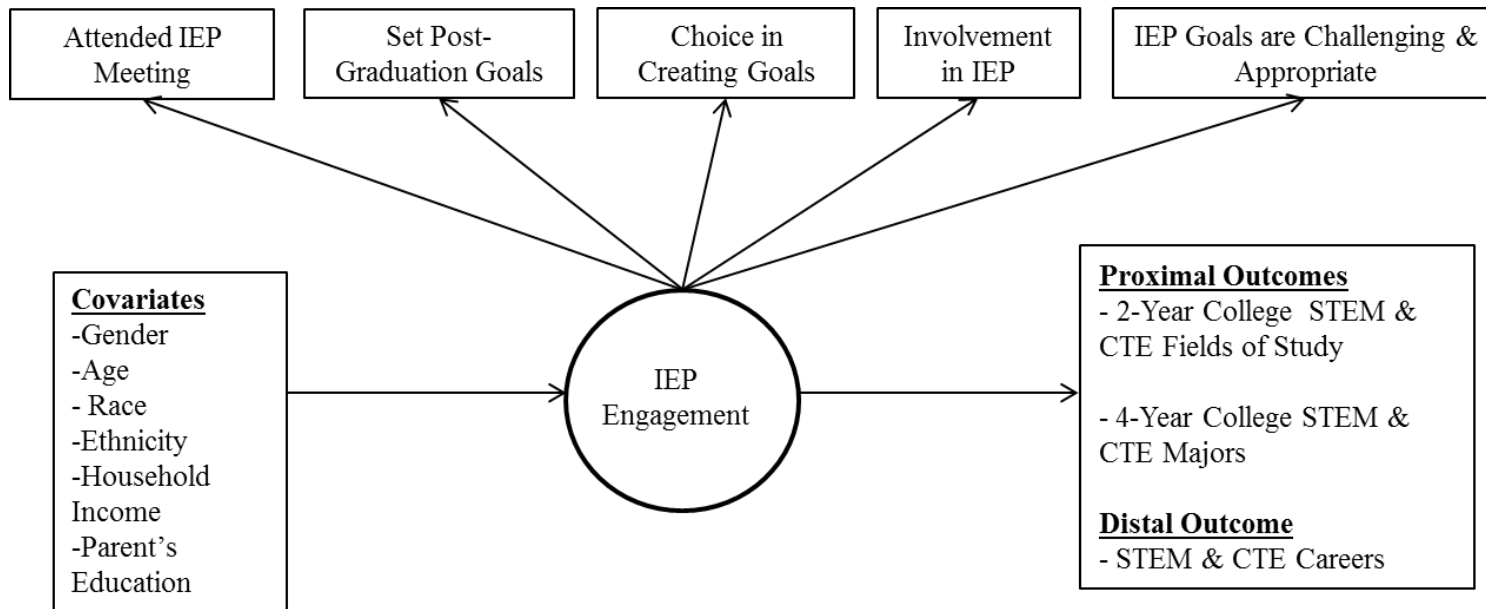 Attended IEP
Meeting
Set Post-
Graduation Goals
Choice in
Creating Goals
Involvement
in IEP
IEP Goals are Challenging &
Appropriate
Covariates
-Gender
-Age
- Race
-Ethnicity
-Household
Income
-Parent's
Education
IEP
Engagement
Proximal Outcomes
- 2-Year College STEM &
CTE Fields of Study
- 4-Year College STEM &
CTE Majors
Distal Outcome
- STEM & CTE Careers